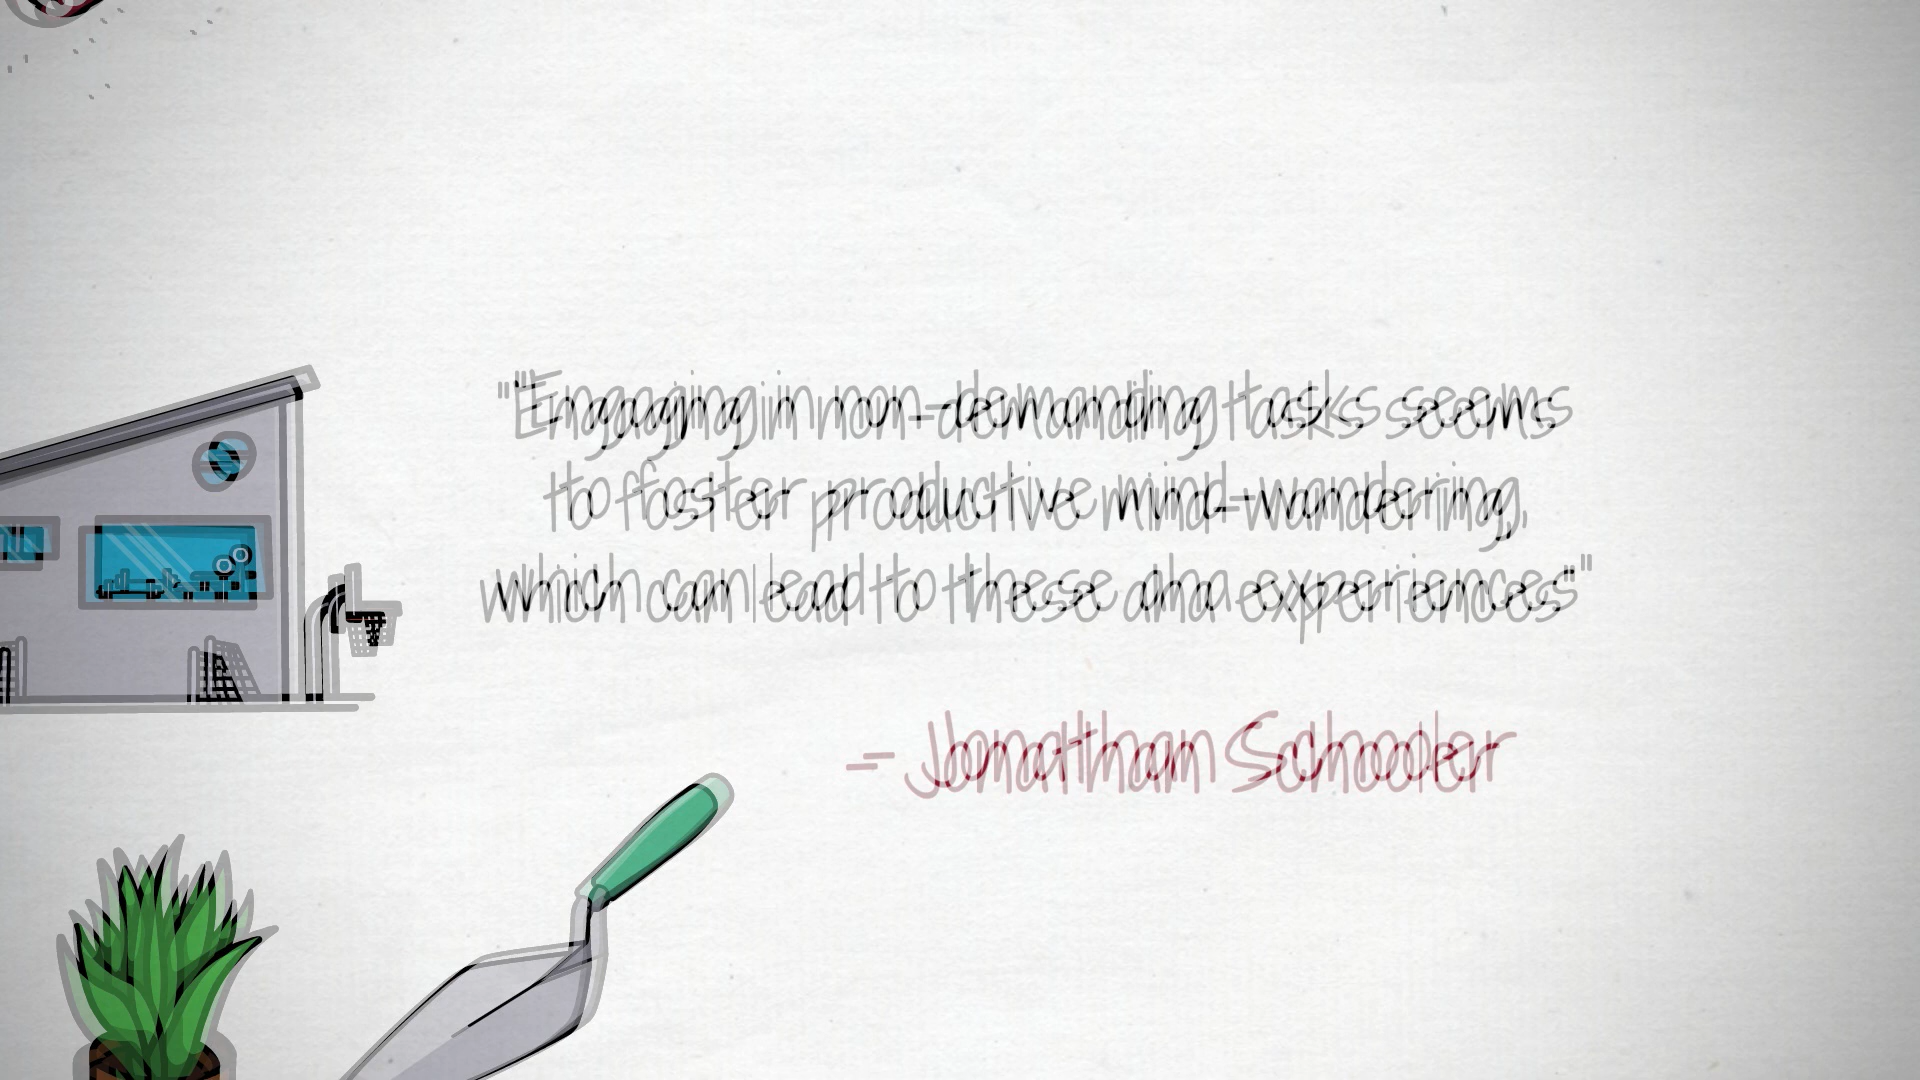 "Engaging in non-demanding tasks seems
to foster productive mind-wandering,
which can lead to these aha experiences"
- Jonathan Schooler